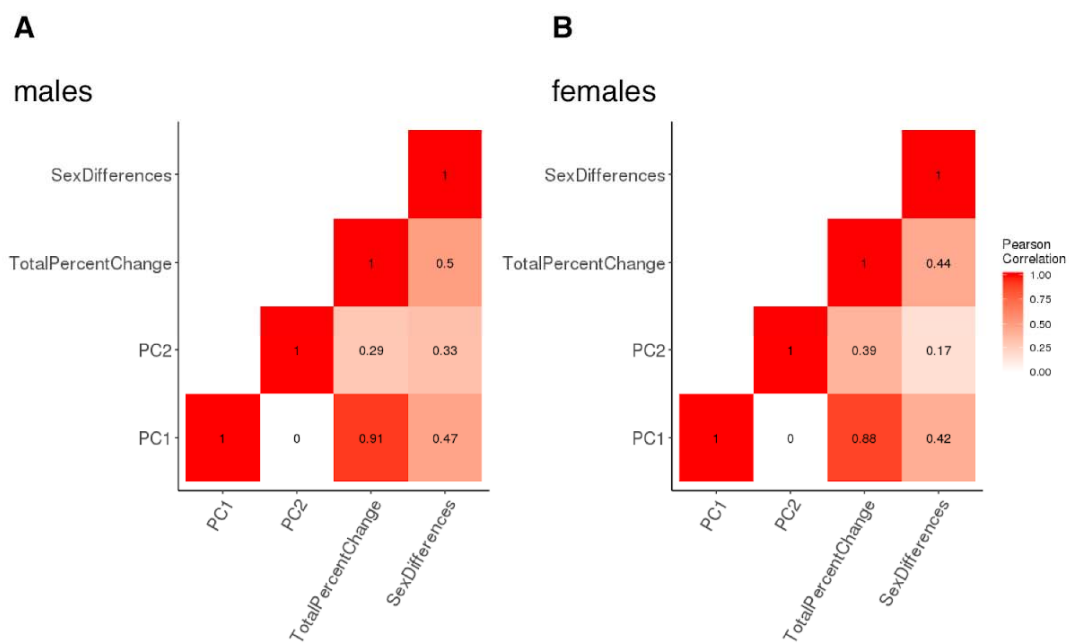 A
males
SexDifferences
1
TotalPercentChange
1
0.5
PC2
1
0.29
0.33
PC1
1
0
0.91
0.47
PC1
PC2
TotalPercentChange
SexDifferences
B
females
SexDifferences
1
TotalPercentChange
1
0.44
PC2
1
0.39
0.17
PC1
1
0
0.88
0.42
PC1
PC2
TotalPercentChange
SexDifferences
Pearson
Correlation
1.00
0.75
0.50
0.25
0.00